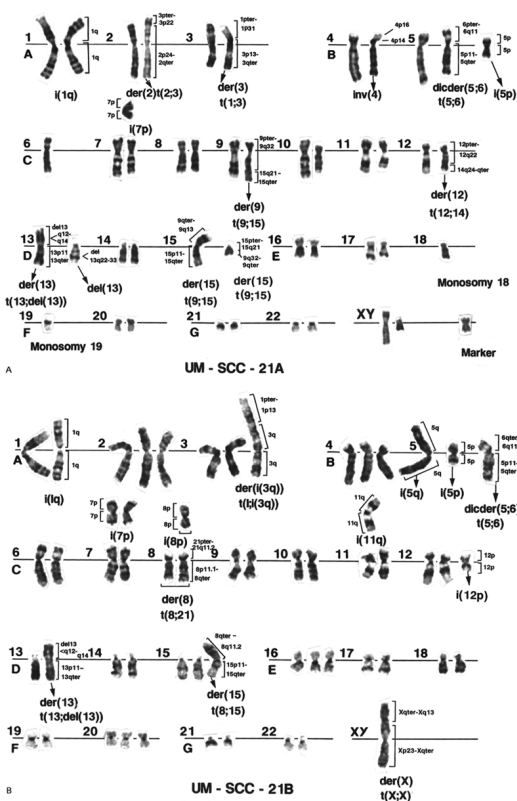 1 2 3 4 5
A B
1q
1q
3pter-
3p22
2p24-
2qter
1pter-
1p31
3p13-
3qter
4p16
4p14
6pter-
6q11
5p11-
5qter
5p
5p
i(1q)
der(2)t(2;3)
der(3)
t(1;3)
inv(4)
dicder(5;6)
t(5;6)
i(5p)
7p
7p
i(7p)
6 7 8 9 10 11 12
C
9pter-
9q32
15q21-
15qter
12pter-
12q22
14q24-qter
der(9)
t(9;15)
der(12)
t(12;14)
13 14 15 16 17 18
D E
del13
<q12-
q14
13p11
13qter
del
13q22-33
9qter-
9q13
15p11-
15qter
15pter-
15q21
9q32-
9qter
der(13)
t(13;del(13))
del(13)
der(15)
t(9;15)
der(15)
t(9;15)
Monosomy 18
19 20 21 22 XY
F G
Monosomy 19
Marker
A
UM - SCC - 21A
1 2 3 4 5
A B
1q
1q
1pter-
1p13
3q
3q
5q
5q
5p
5p
6qter
6q11
5p11-
5qter
i(lq)
der(i(3q))
t(l;i(3q))
i(5q)
i(5p)
dicder(5;6)
t(5;6)
7p
7p
i(7p)
8p
8p
i(8p)
11q
11q
i(11q)
6 7 8 9 10 11 12
C
21pter-
21q11.2
8p11.1-
8qter
12p
12p
der(8)
t(8;21)
i(12p)
13 14 15 16 17 18
D E
del13
<q12-
q14
13p11-
13qter
8qter -
8q11.2
15p11-
15qter
der(13)
t(13;del(13))
der(15)
t(8;15)
19 20 21 22 XY
F G
Xqter-Xq13
Xp23-Xqter
der(X)
t(X;X)
B
UM - SCC - 21B